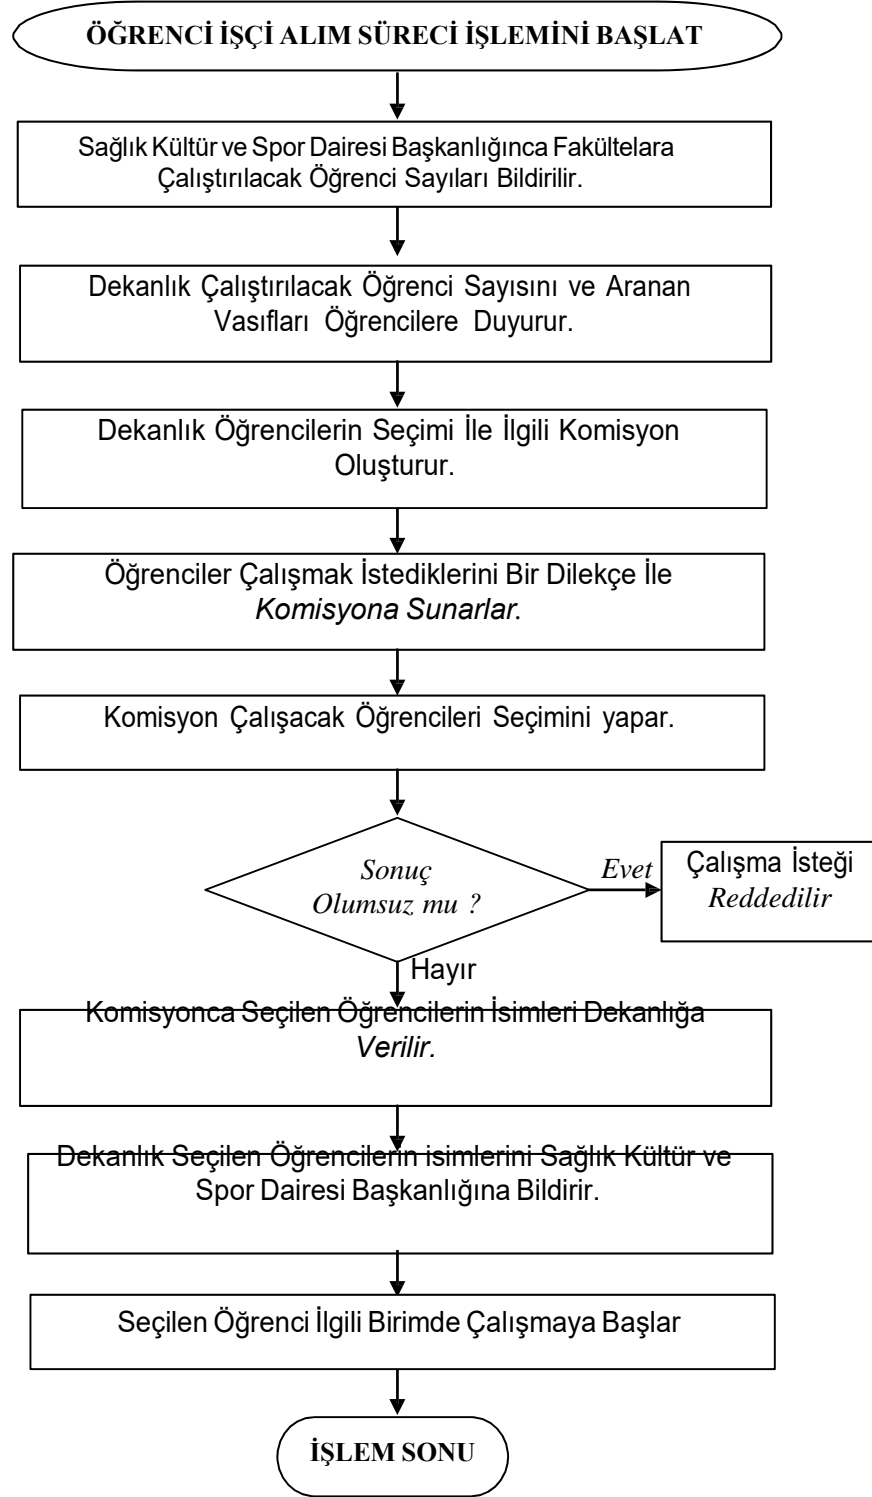 ÖĞRENCİ İŞÇİ ALIM SÜRECİ İŞLEMİNİ BAŞLAT
Sağlık Kültür ve Spor Dairesi Başkanlığınca Fakültelara
Çalıştırılacak Öğrenci Sayıları Bildirilir.
Dekanlık Çalıştırılacak Öğrenci Sayısını ve Aranan
Vasıfları Öğrencilere Duyurur.
Dekanlık Öğrencilerin Seçimi İle İlgili Komisyon
Oluşturur.
Öğrenciler Çalışmak İstediklerini Bir Dilekçe İle
Komisyona Sunarlar.
Komisyon Çalışacak Öğrencileri Seçimini yapar.
Sonuç
Olumsuz mu ?
Evet
Çalışma İsteği
Reddedilir
Hayır
Komisyonca Seçilen Öğrencilerin İsimleri Dekanlığa
Verilir.
Dekanlık Seçilen Öğrencilerin isimlerini Sağlık Kültür ve
Spor Dairesi Başkanlığına Bildirir.
Seçilen Öğrenci İlgili Birimde Çalışmaya Başlar
İŞLEM SONU